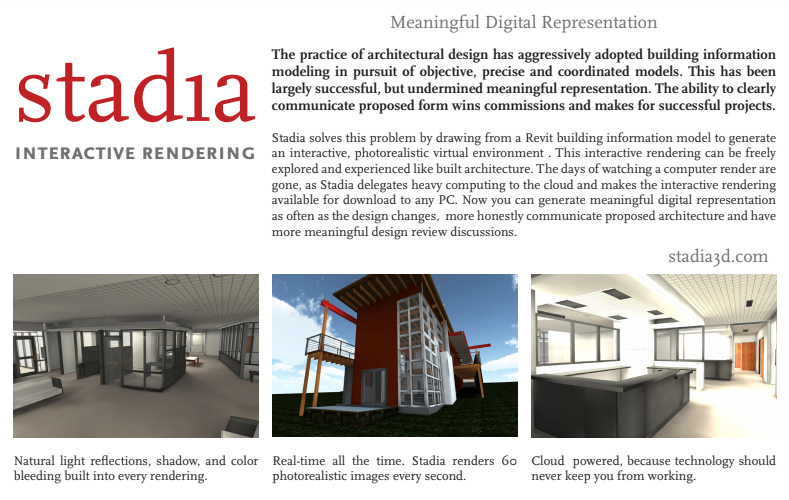 Meaningful Digital Representation
stadia
INTERACTIVE RENDERING
The practice of architectural design has aggressively adopted building information
modeling in pursuit of objective, precise and coordinated models. This has been
largely successful, but undermined meaningful representation. The ability to clearly
communicate proposed form wins commissions and makes for successful projects.
Stadia solves this problem by drawing from a Revit building information model to generate
an interactive, photorealistic virtual environment . This interactive rendering can be freely
explored and experienced like built architecture. The days of watching a computer render are
gone, as Stadia delegates heavy computing to the cloud and makes the interactive rendering
available for download to any PC. Now you can generate meaningful digital representation
as often as the design changes, more honestly communicate proposed architecture and have
more meaningful design review discussions.
stadia3d.com
Natural light reflections, shadow, and color
bleeding built into every rendering.
Real-time all the time. Stadia renders 60
photorealistic images every second.
Cloud powered, because technology should
never keep you from working.